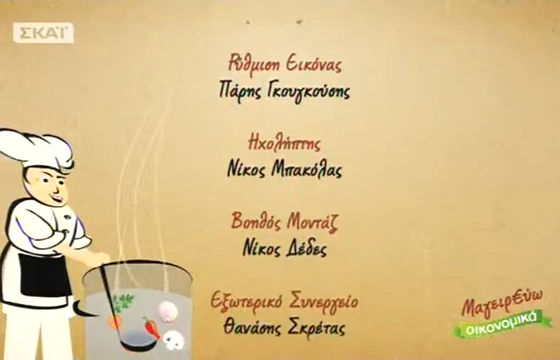 ΣΚΑΪ
Ρύθμιση Εικόνας
Πάρης Γκουγκούσης
Ηχολήπτης
Νίκος Μπακόλας
Βοηθός Μοντάζ
Νίκος Δέδες
Εξωτερικό Συνεργείο
Θανάσης Σκρέτας
ΜαγειρΕύω
οικονομικά